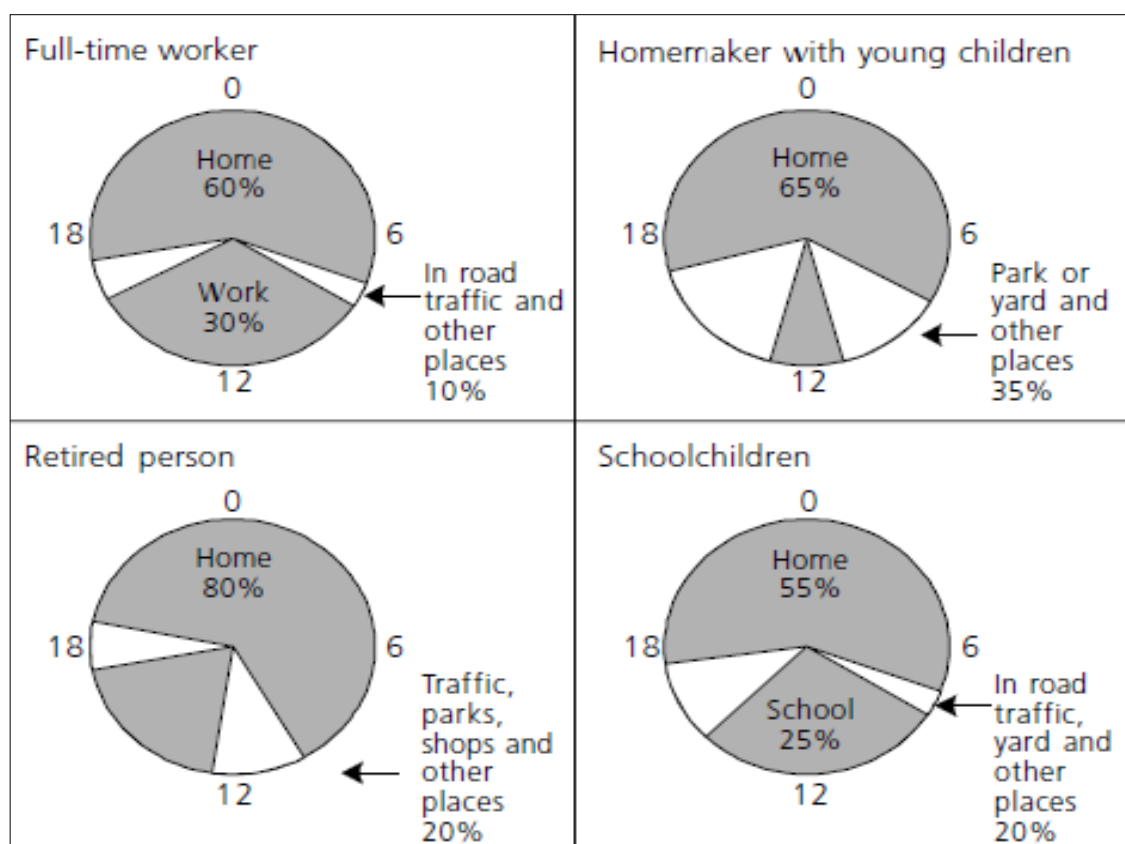 Full-time worker
0
Home
60%
18
6
Work
30%
In road
traffic and
other
places
10%
12
Homemaker with young children
0
Home
65%
18
6
Park or
yard and
other
places
35%
12
Retired person
0
Home
80%
18
6
Traffic,
parks,
shops and
other
places
20%
12
Schoolchildren
0
Home
55%
18
6
School
25%
In road
traffic,
yard and
other
places
20%
12